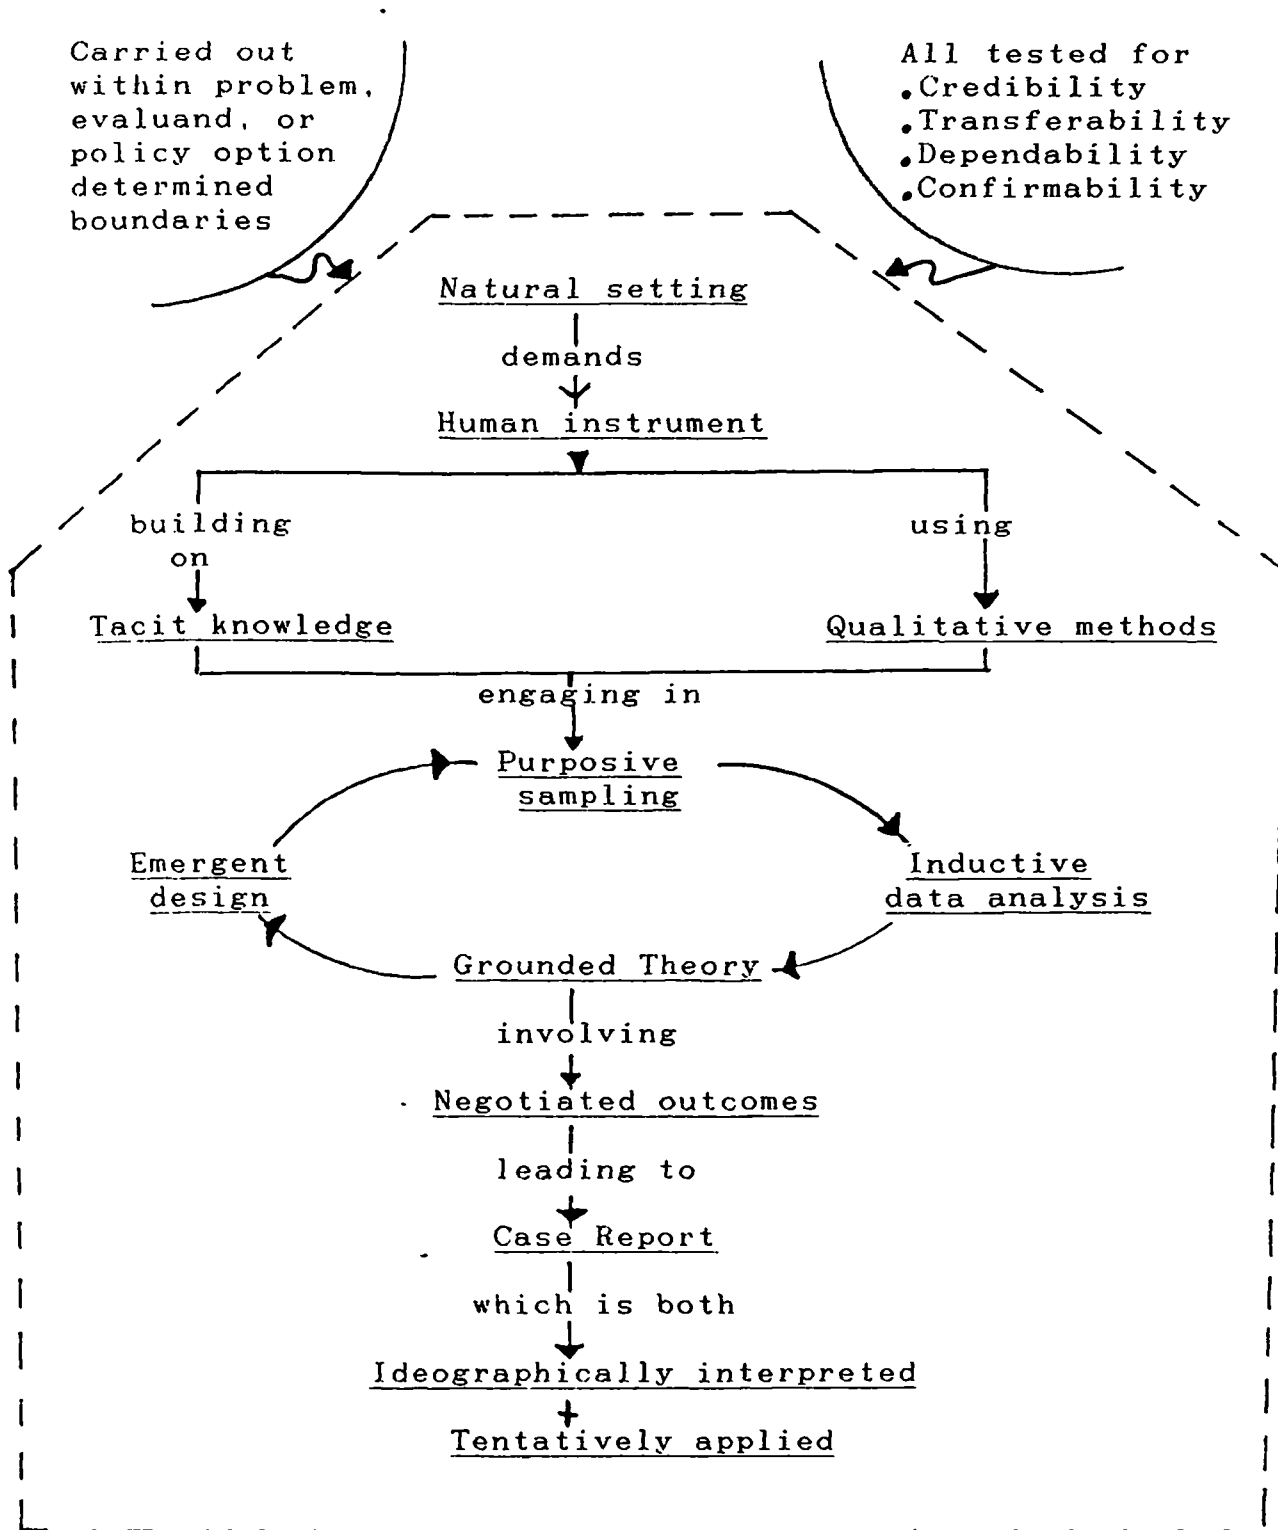 Carried out
within problem,
evaluand, or
policy option
determined
boundaries
All tested for
.Credibility
.Transferability
.Dependability
.Confirmability
Natural setting
demands
Human instrument
building
on
using
Tacit knowledge
Qualitative methods
engaging in
Purposive
sampling
Emergent
design
Inductive
data analysis
Grounded Theory
involving
Negotiated outcomes
leading to
Case Report
which is both
Ideographically interpreted
+
Tentatively applied